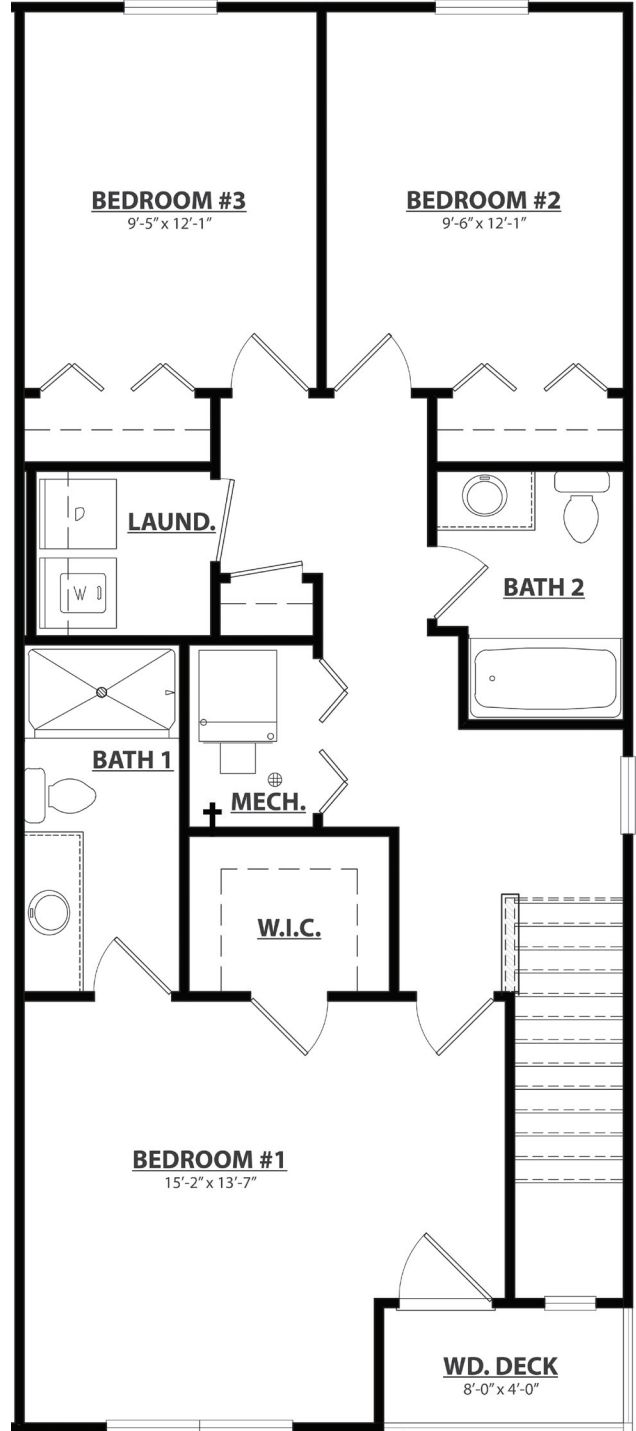 BEDROOM #3
9'-5" x 12'-1"
BEDROOM #2
9'-6" x 12'-1"
LAUND.
D
W
BATH 2
BATH 1
MECH.
W.I.C.
BEDROOM #1
15'-2" x 13'-7"
WD. DECK
8'-0" x 4'-0"